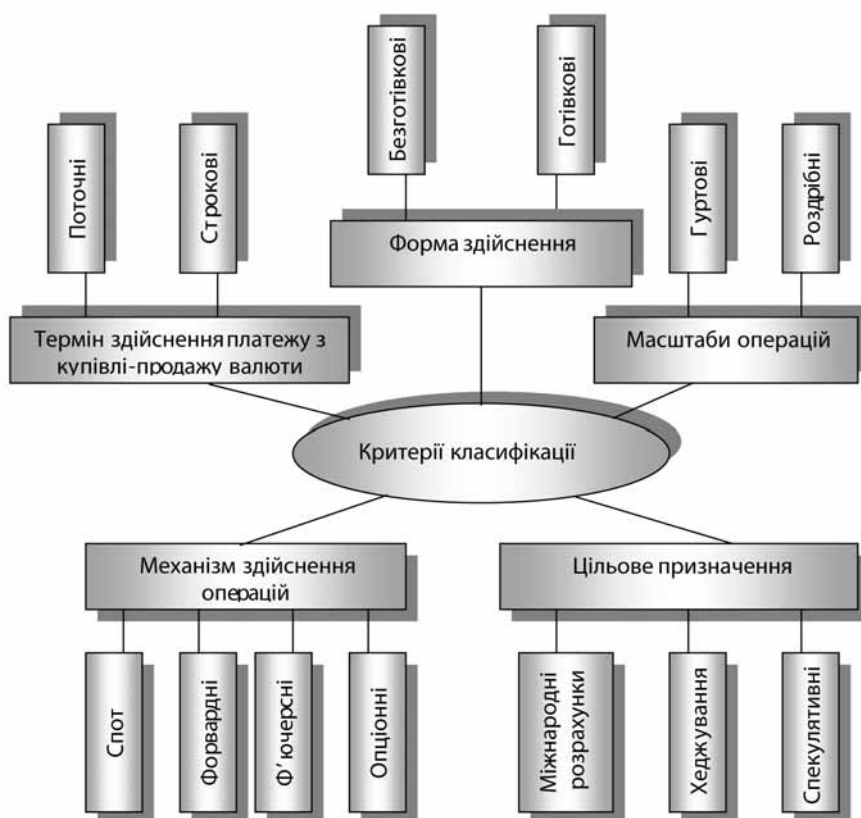 Безготівкові
Готівкові
Поточні
Строкові
Гуртові
Роздрібні
Форма здійснення
Термін здійснення платежу з
купівлі-продажу валюти
Масштаби операцій
Критерії класифікації
Механізм здійснення
операцій
Цільове призначення
Спот
Форвардні
Ф'ючерсні
Опціонні
Міжнародні
розрахунки
Хеджування
Спекулятивні